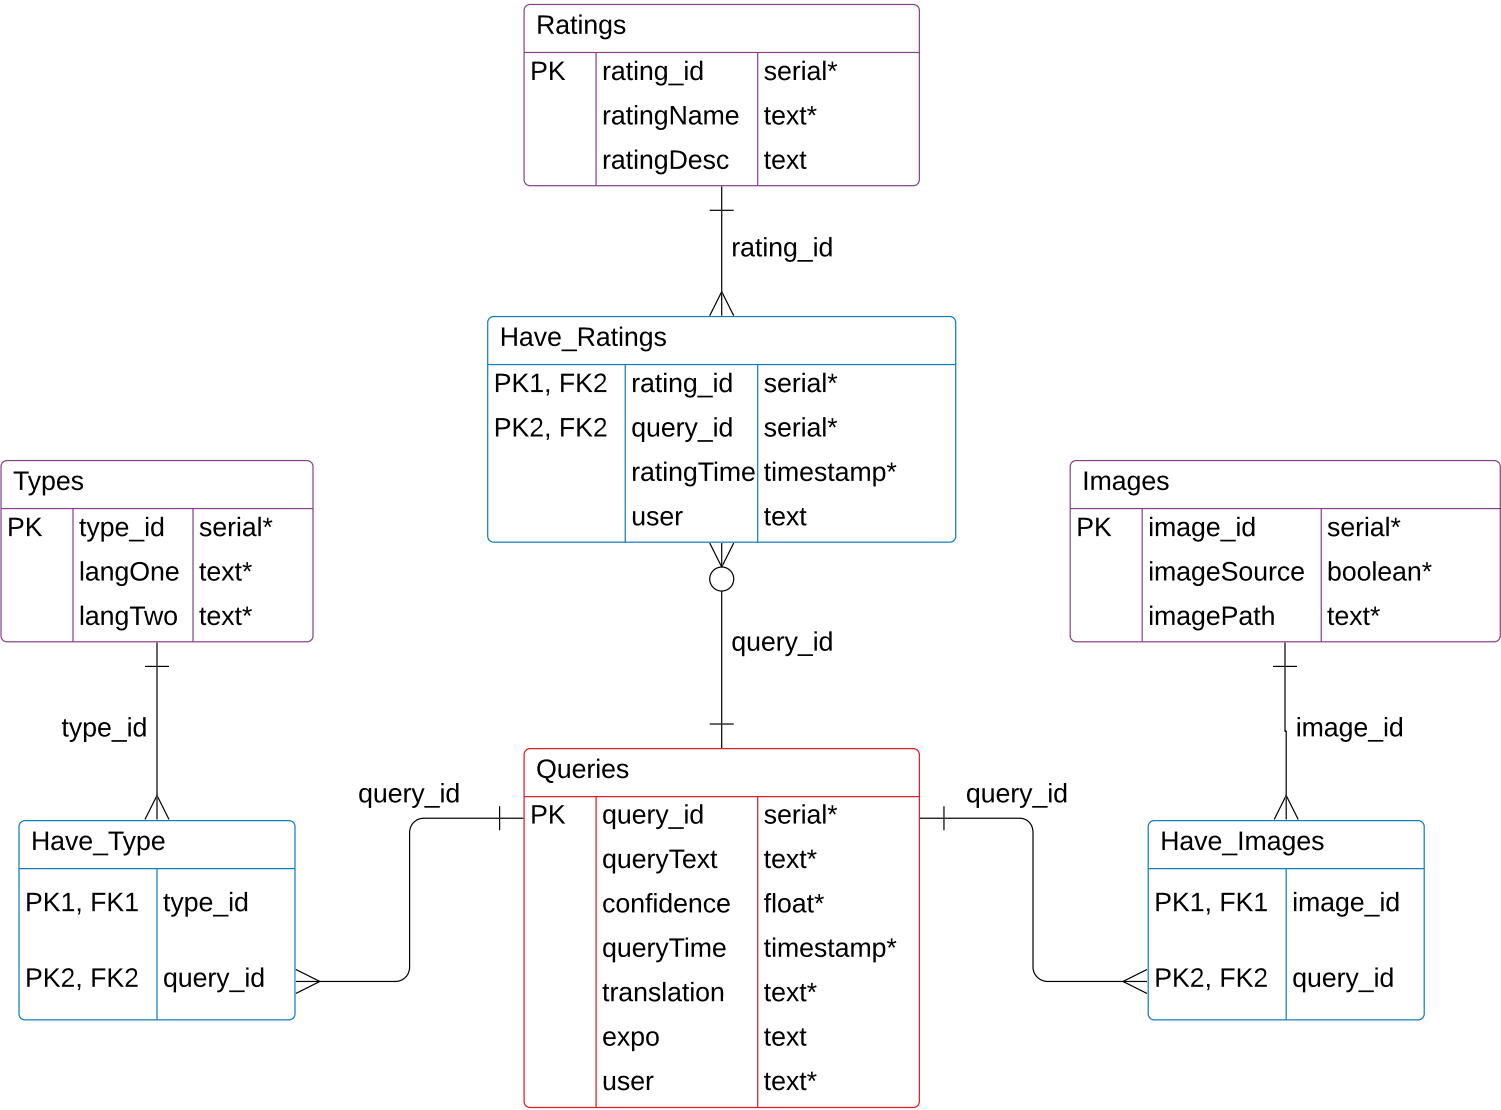 Ratings
PK rating_id serial*
ratingName text*
ratingDesc text
rating_id
Have_Ratings
PK1, FK2 rating_id serial*
PK2, FK2 query_id serial*
ratingTime timestamp*
user text
Types
PK type_id serial*
langOne text*
langTwo text*
Images
PK image_id serial*
imageSource boolean*
imagePath text*
query_id
type_id
image_id
Have_Type
PK1, FK1 type_id
PK2, FK2 query_id
query_id
Queries
PK query_id serial*
queryText text*
confidence float*
queryTime timestamp*
translation text*
expo text
user text*
query_id
Have_Images
PK1, FK1 image_id
PK2, FK2 query_id